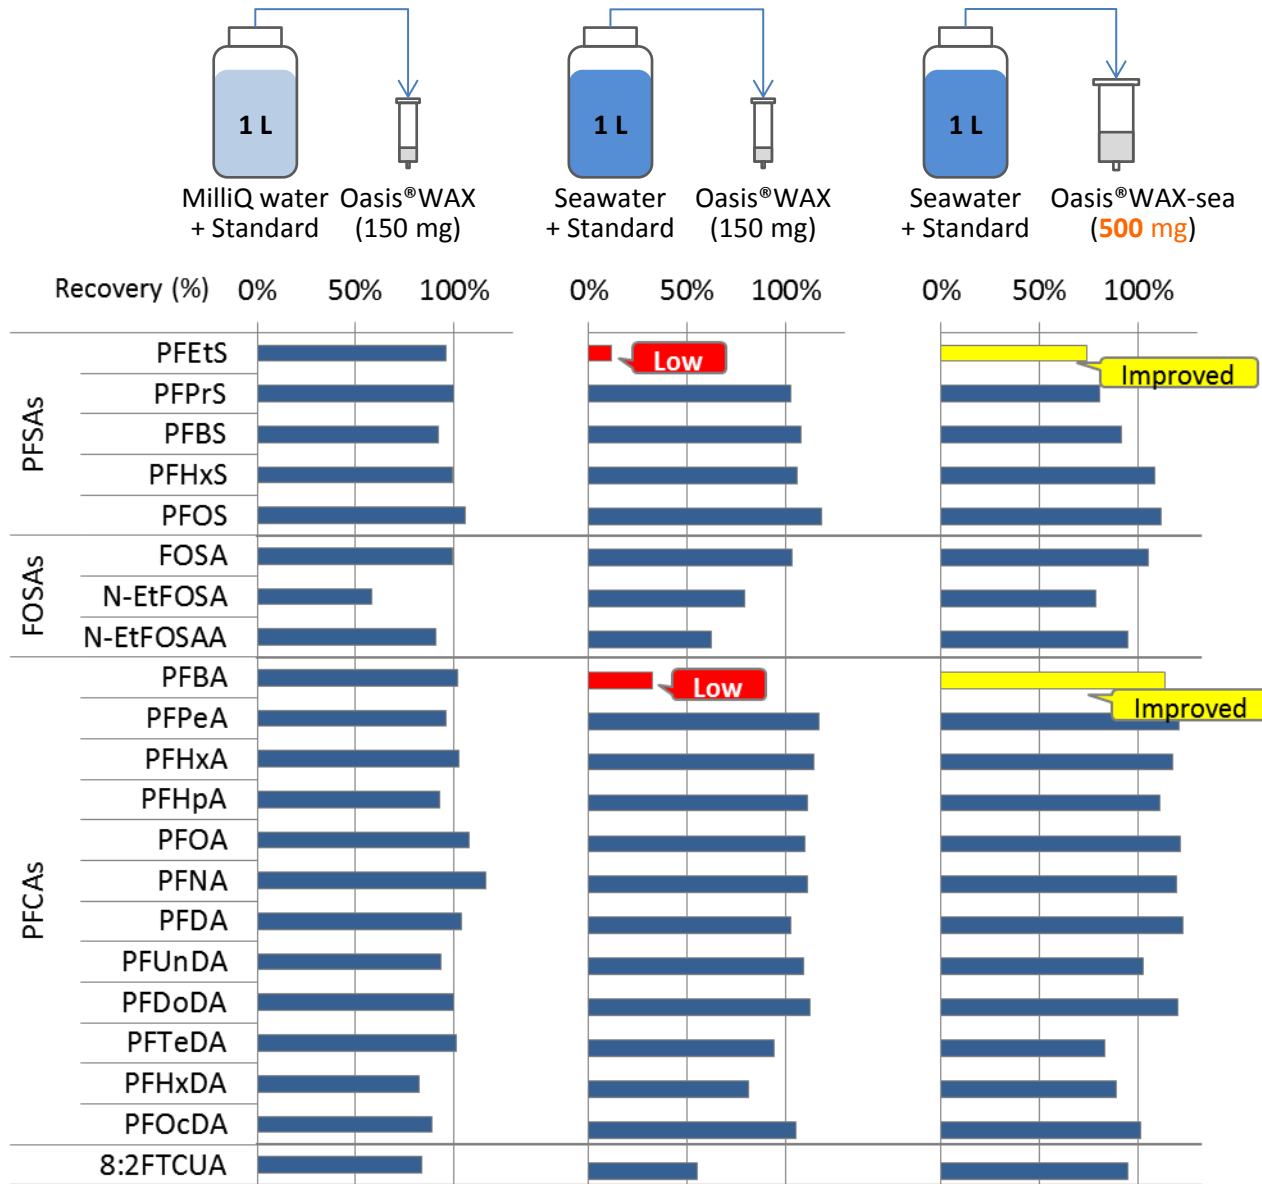 1 L
1 L
1 L
MilliQ water
+ Standard
Oasis®WAX
(150 mg)
Seawater
+ Standard
Oasis®WAX
(150 mg)
Seawater
+ Standard
Oasis®WAX-sea
(500 mg)
Recovery (%) 0% 50% 100% 0% 50% 100% 0% 50% 100%
PFSAs
PFEtS
Low
Improved
PFPrS
PFBS
PFHxS
PFOS
FOSAs
FOSA
N-EtFOSA
N-EtFOSAA
PFCAs
PFBA
Low
Improved
PFPeA
PFHxA
PFHpA
PFOA
PFNA
PFDA
PFUnDA
PFDoDA
PFTeDA
PFHxDA
PFOcDA
8:2FTCUA